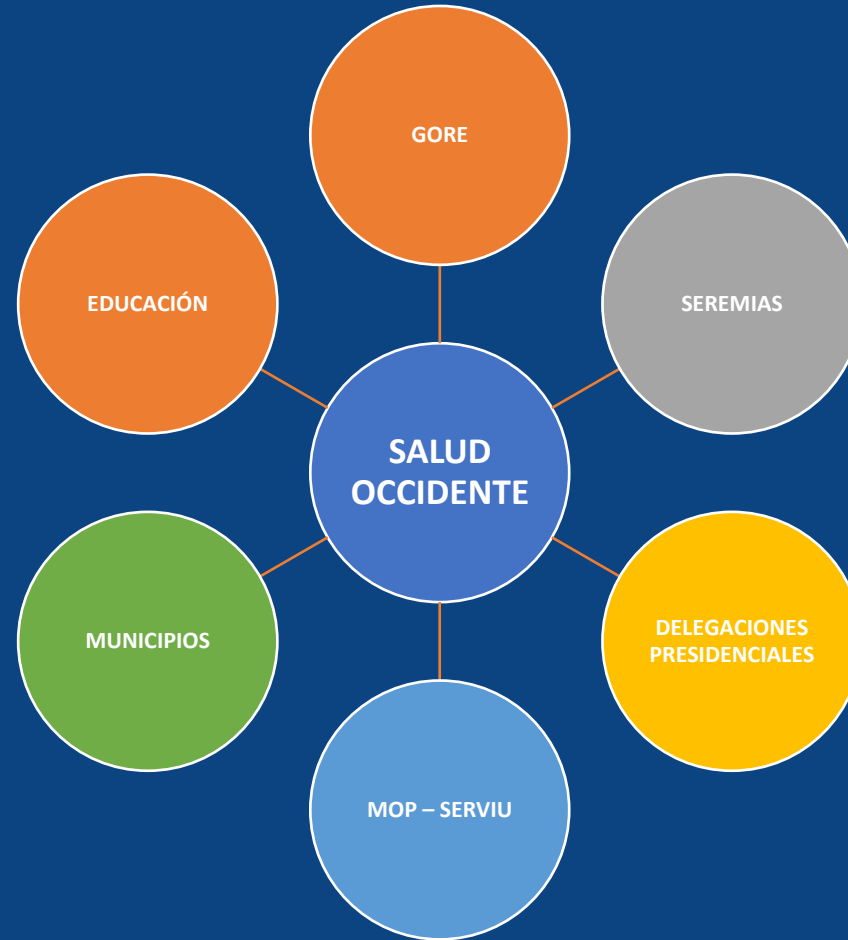 GORE
EDUCACIÓN
SEREMIAS
SALUD
OCCIDENTE
MUNICIPIOS
DELEGACIONES
PRESIDENCIALES
MOP – SERVIU